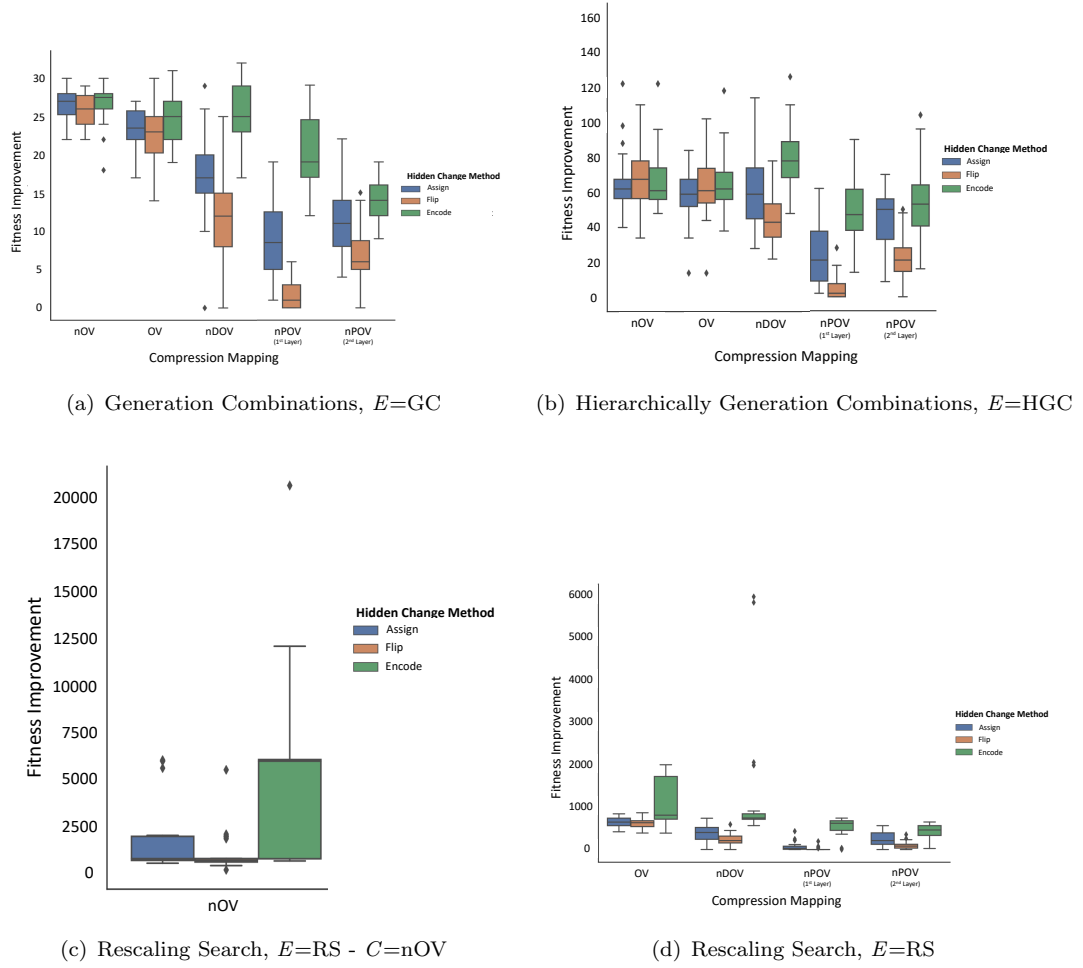 Fitness Improvement
30
25
20
15
10
5
0
Hidden Change Method
Assign
Flip
Encode
nOV
OV
nDOV
nPOV
(1st Layer)
nPOV
(2nd Layer)
Compression Mapping
(a) Generation Combinations, E=GC
Fitness Improvement
160
140
120
100
80
60
40
20
0
Hidden Change Method
Assign
Flip
Encode
nOV
OV
nDOV
nPOV
(1st Layer)
nPOV
(2nd Layer)
Compression Mapping
(b) Hierarchically Generation Combinations, E=HGC
Fitness Improvement
20000
17500
15000
12500
10000
7500
5000
2500
0
Hidden Change Method
Assign
Flip
Encode
nOV
(c) Rescaling Search, E=RS - C=nOV
Fitness Improvement
6000
5000
4000
3000
2000
1000
0
Hidden Change Method
Assign
Flip
Encode
OV
nDOV
nPOV
(1st Layer)
nPOV
(2nd Layer)
Compression Mapping
(d) Rescaling Search, E=RS